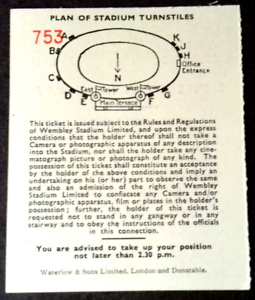 PLAN OF STADIUM TURNSTILES
753
A
K
B
J
H
Office
Entrance
C
N
East Tower
West Tower
D
E
F
G
Main Terrace
This ticket is issued subject to the Rules and Regulations
of Wembley Stadium Limited, and upon the express
conditions that the holder thereof shall not take a
Camera or photographic apparatus of any description
into the Stadium, nor shall the holder take any cine-
matograph picture or photograph of any kind. The
possession of this ticket shall constitute an acceptance
by the holder of the above conditions and imply an
undertaking on his (or her) part to observe the same
and also an admission of the right of Wembley
Stadium Limited to confiscate any Camera and/or
photographic apparatus, film or plates in the holder's
possession; further, the holder of this ticket is
requested not to stand in any gangway or in any
stairway and to obey the instructions of the officials
in this connection.
You are advised to take up your position
not later than 2.30 p.m.
Waterlow & Sons Limited, London and Dunstable.